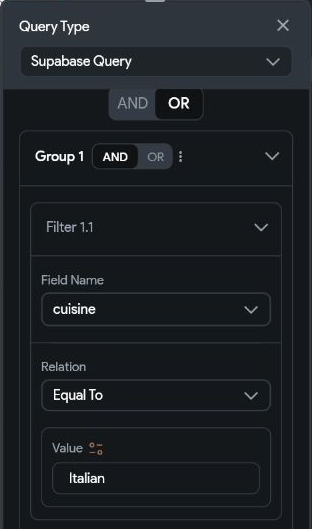 Query Type
Supabase Query
AND OR
Group 1 AND OR
Filter 1.1
Field Name
cuisine
Relation
Equal To
Value
Italian